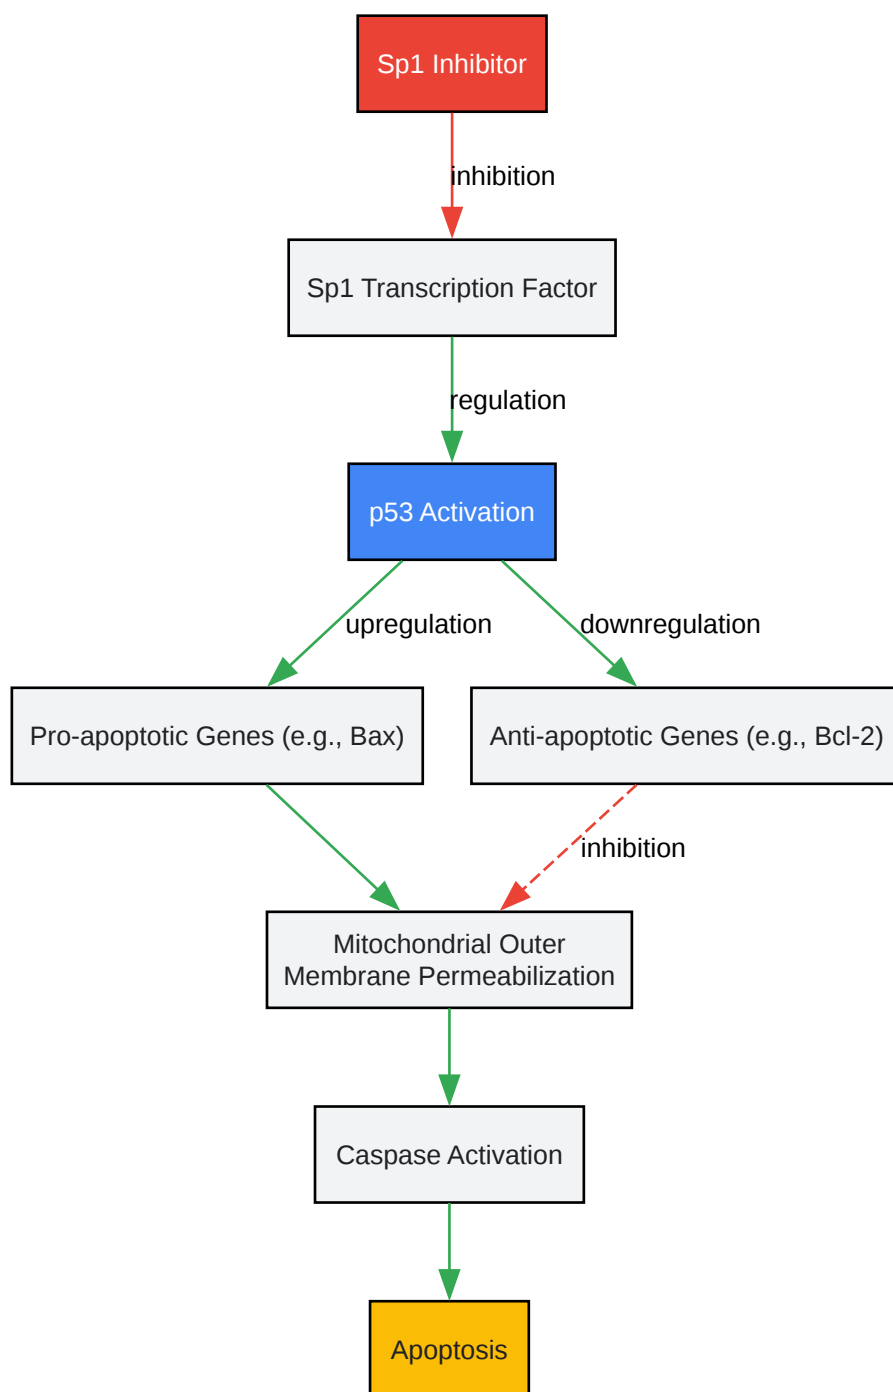 Sp1 Inhibitor
inhibition
Sp1 Transcription Factor
regulation
p53 Activation
upregulation
downregulation
Pro-apoptotic Genes (e.g., Bax)
Anti-apoptotic Genes (e.g., Bcl-2)
inhibition
Mitochondrial Outer
Membrane Permeabilization
Caspase Activation
Apoptosis